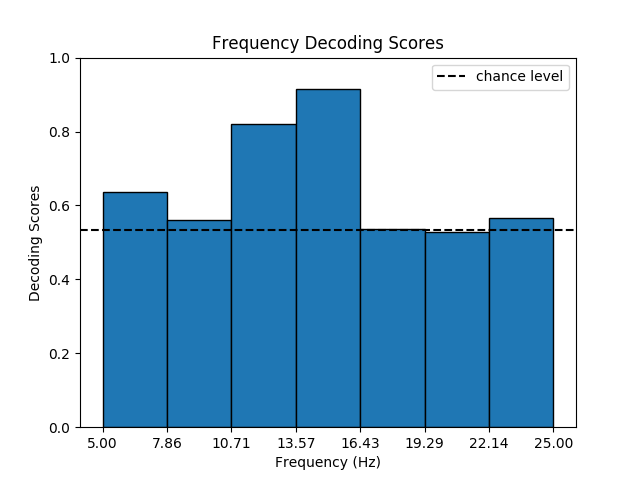 Frequency Decoding Scores
chance level
1.0
0.8
0.6
0.4
0.2
0.0
Decoding Scores
5.00 7.86 10.71 13.57 16.43 19.29 22.14 25.00
Frequency (Hz)